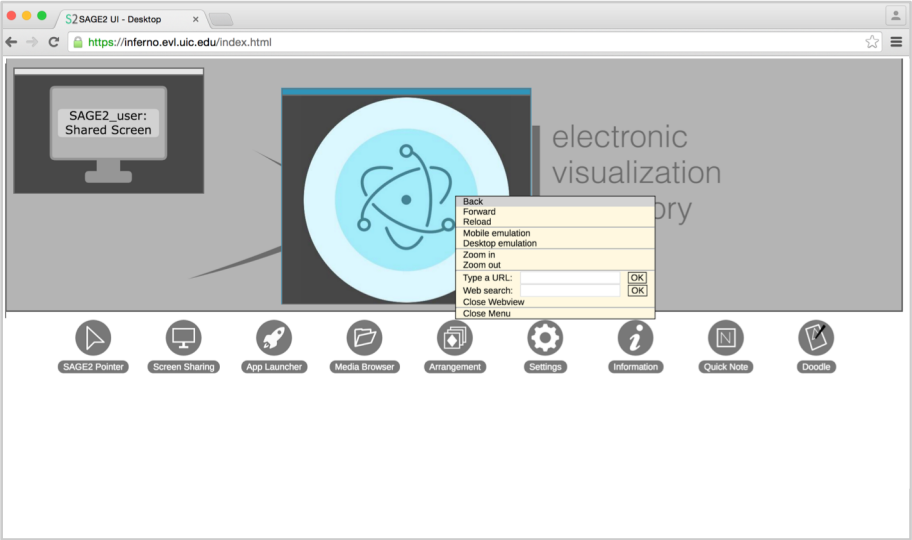 S2 SAGE2 UI - Desktop
https://inferno.evl.uic.edu/index.html
SAGE2_user:
Shared Screen
electronic
visualization
ory
Back
Forward
Reload
Mobile emulation
Desktop emulation
Zoom in
Zoom out
Type a URL: OK
Web search: OK
Close Webview
Close Menu
SAGE2 Pointer
Screen Sharing
App Launcher
Media Browser
Arrangement
Settings
Information
Quick Note
Doodle